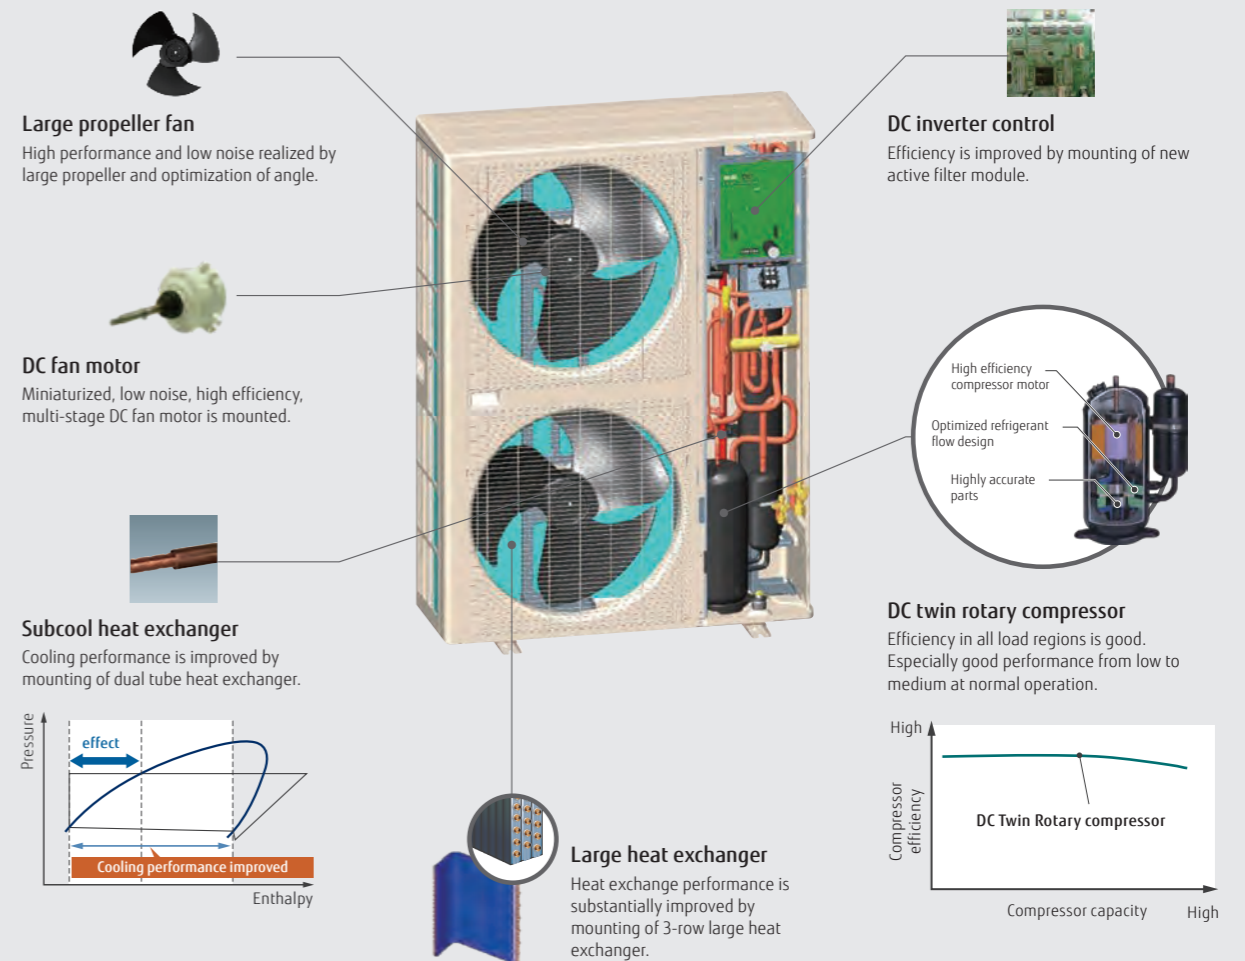 Large propeller fan
High performance and low noise realized by
large propeller and optimization of angle.
DC fan motor
Miniaturized, low noise, high efficiency,
multi-stage DC fan motor is mounted.
Subcool heat exchanger
Cooling performance is improved by
mounting of dual tube heat exchanger.
Pressure
effect
Cooling performance improved
Enthalpy
Large heat exchanger
Heat exchange performance is
substantially improved by
mounting of 3-row large heat
exchanger.
DC inverter control
Efficiency is improved by mounting of new
active filter module.
High efficiency
compressor motor
Optimized refrigerant
flow design
Highly accurate
parts
DC twin rotary compressor
Efficiency in all load regions is good.
Especially good performance from low to
medium at normal operation.
High
Compressor
efficiency
DC Twin Rotary compressor
Compressor capacity
High